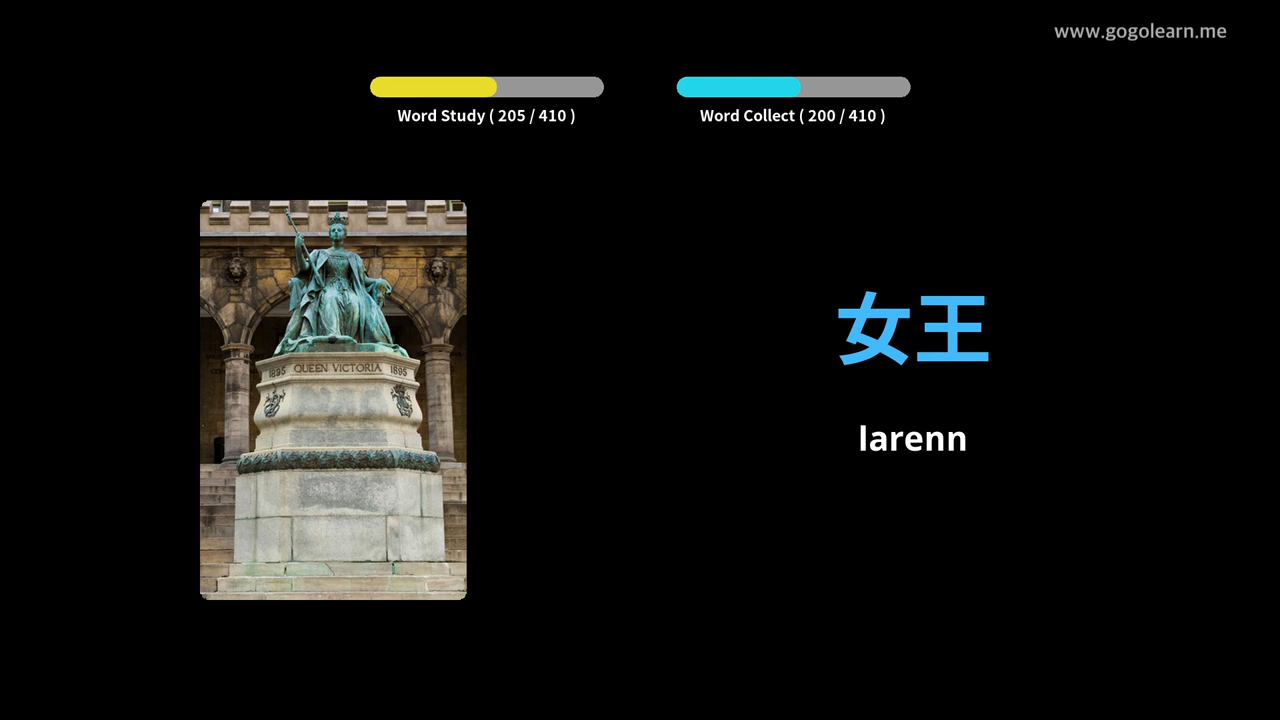 www.gogolearn.me
Word Study ( 205 / 410 )
Word Collect ( 200 / 410 )
1895 QUEEN VICTORIA 1895
女王
larenn